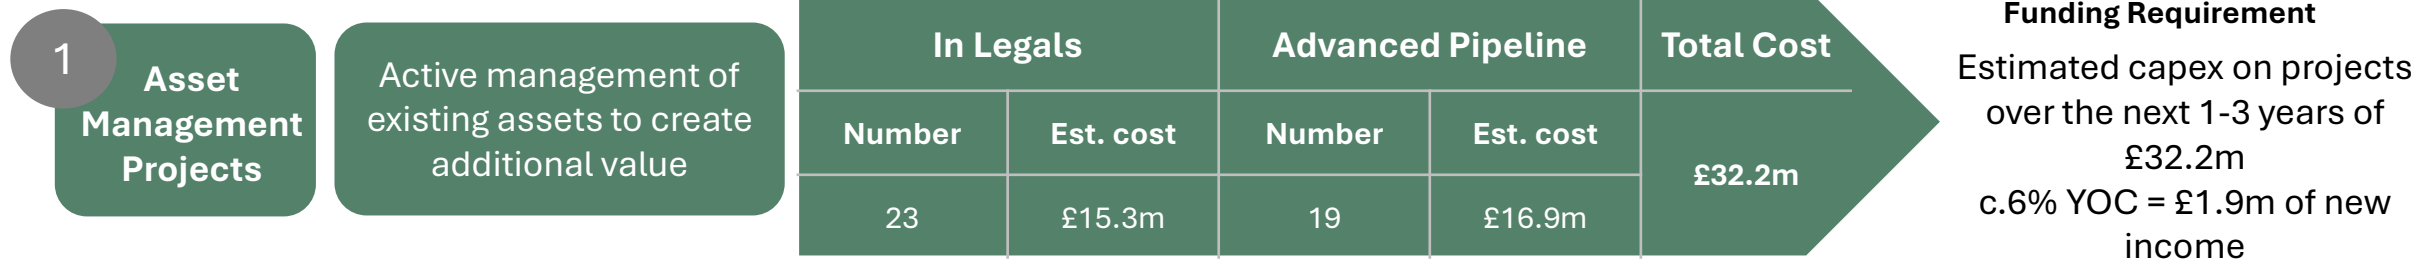 1
Asset
Management
Projects
Active management of
existing assets to create
additional value
In Legals Advanced Pipeline Total Cost
Number Est. cost Number Est. cost
£32.2m
23 £15.3m 19 £16.9m
Funding Requirement
Estimated capex on projects
over the next 1-3 years of
£32.2m
c.6% YOC = £1.9m of new
income